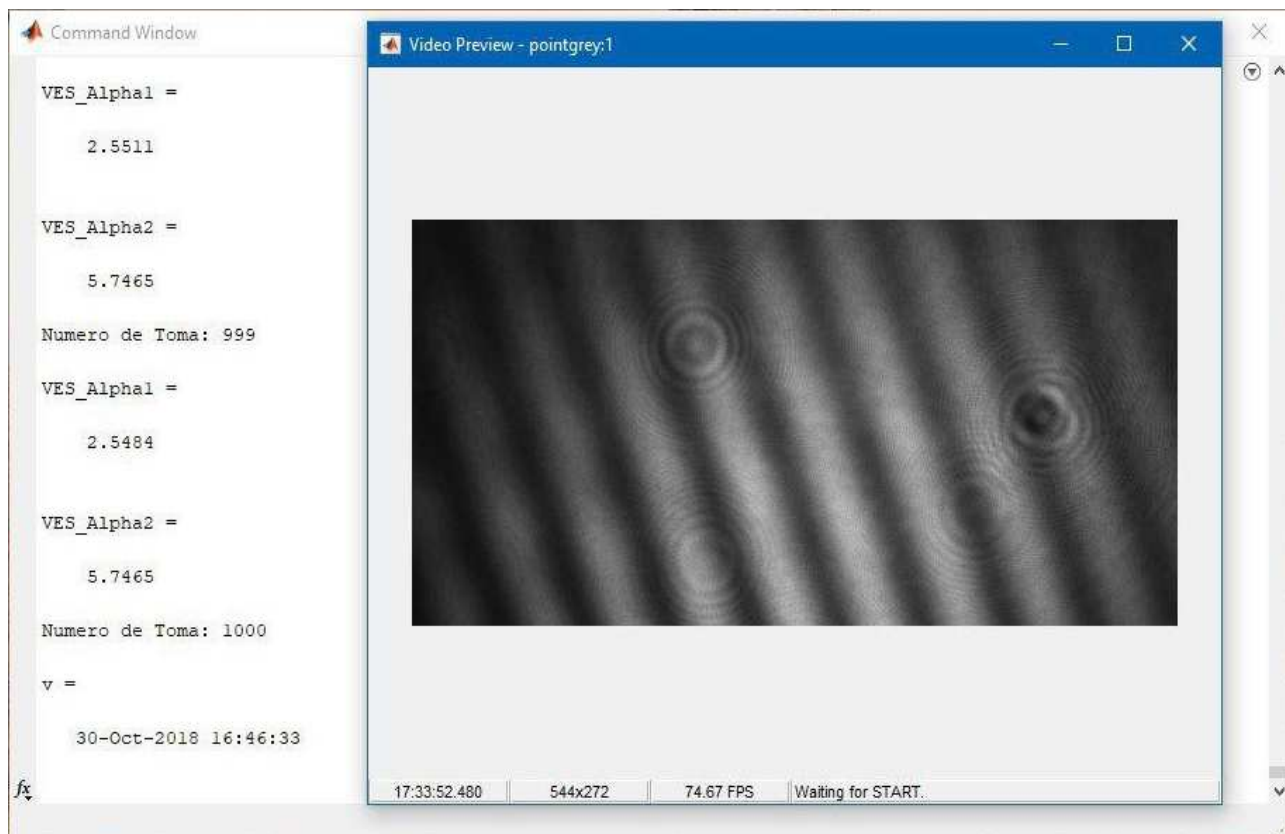 Command Window
VES_Alpha1 =
2.5511
VES_Alpha2 =
5.7465
Numero de Toma: 999
VES_Alpha1 =
2.5484
VES_Alpha2 =
5.7465
Numero de Toma: 1000
v =
30-Oct-2018 16:46:33
fx
Video Preview - pointgrey:1
17:33:52.480 544x272 74.67 FPS Waiting for START.